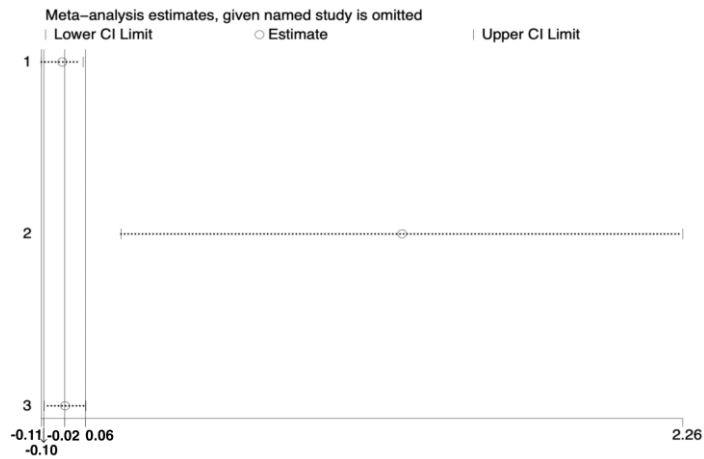 Meta–analysis estimates, given named study is omitted
Lower CI Limit Estimate Upper CI Limit
1
2
3
-0.11 -0.02 0.06 2.26
-0.10